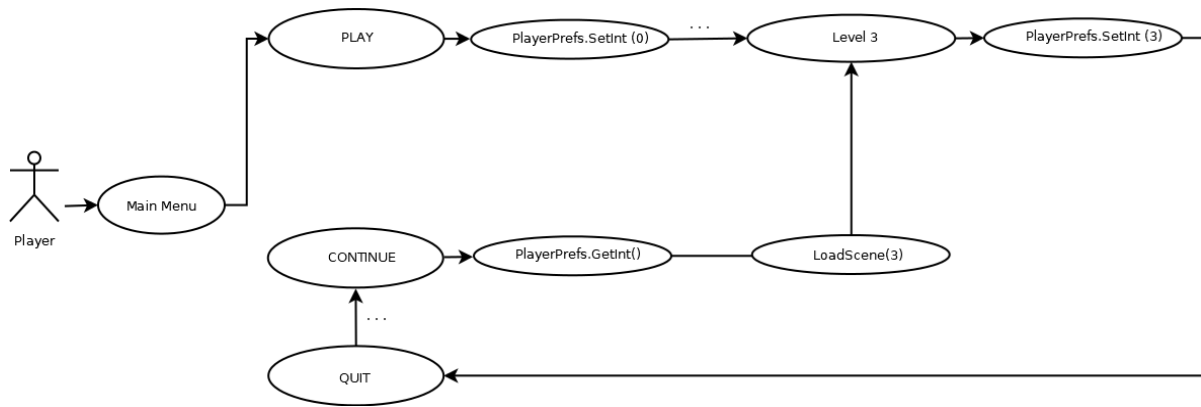 PLAY
PlayerPrefs.SetInt (0)
...
Level 3
PlayerPrefs.SetInt (3)
Main Menu
Player
CONTINUE
PlayerPrefs.GetInt()
LoadScene(3)
...
QUIT